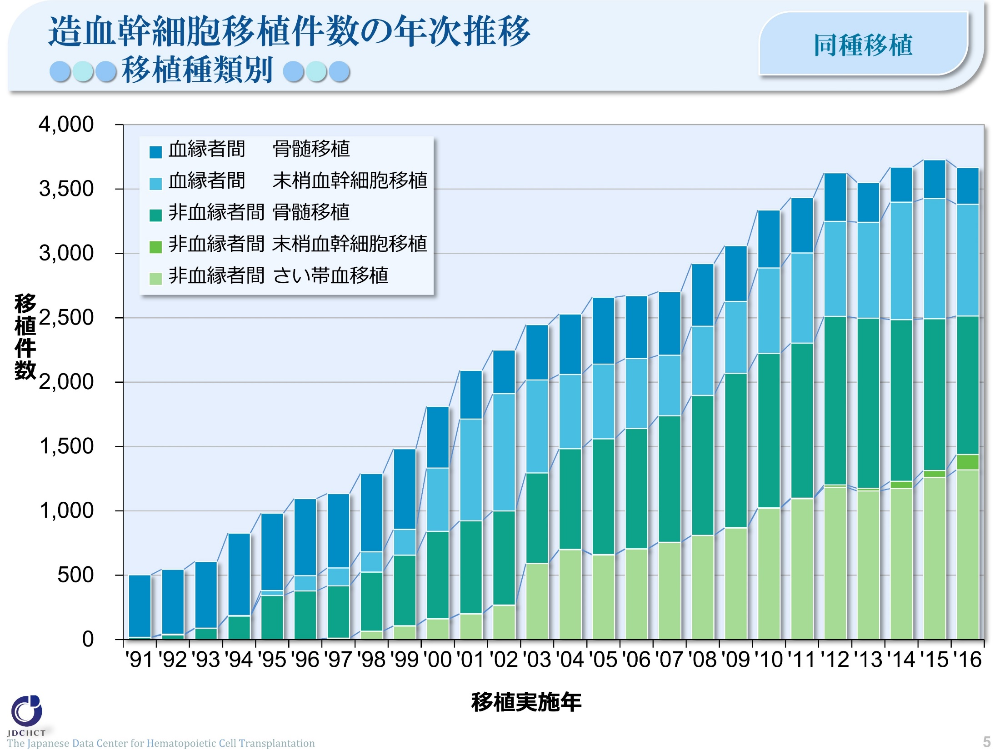 造血幹細胞移植件数の年次推移
移植種類別
同種移植
4,000
3,500
3,000
2,500
2,000
1,500
1,000
500
0
移植件数
血縁者間 骨髄移植
血縁者間 末梢血幹細胞移植
非血縁者間 骨髄移植
非血縁者間 末梢血幹細胞移植
非血縁者間 さい帯血移植
'91 '92 '93 '94 '95 '96 '97 '98 '99 '00 '01 '02 '03 '04 '05 '06 '07 '08 '09 '10 '11 '12 '13 '14 '15 '16
移植実施年
JDCHCT
The Japanese Data Center for Hematopoietic Cell Transplantation
5